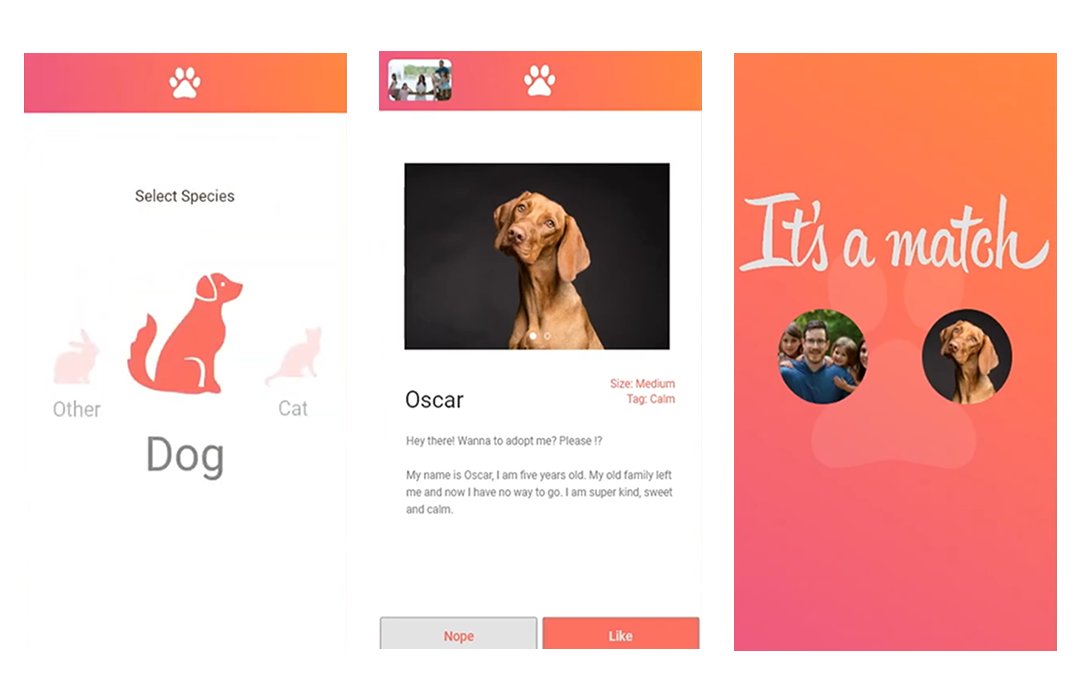 Select Species
Other
Cat
Dog
Oscar
Size: Medium
Tag: Calm
Hey there! Wanna to adopt me? Please !?
My name is Oscar, I am five years old. My old family left
me and now I have no way to go. I am super kind, sweet
and calm.
Nope
Like
It's a match